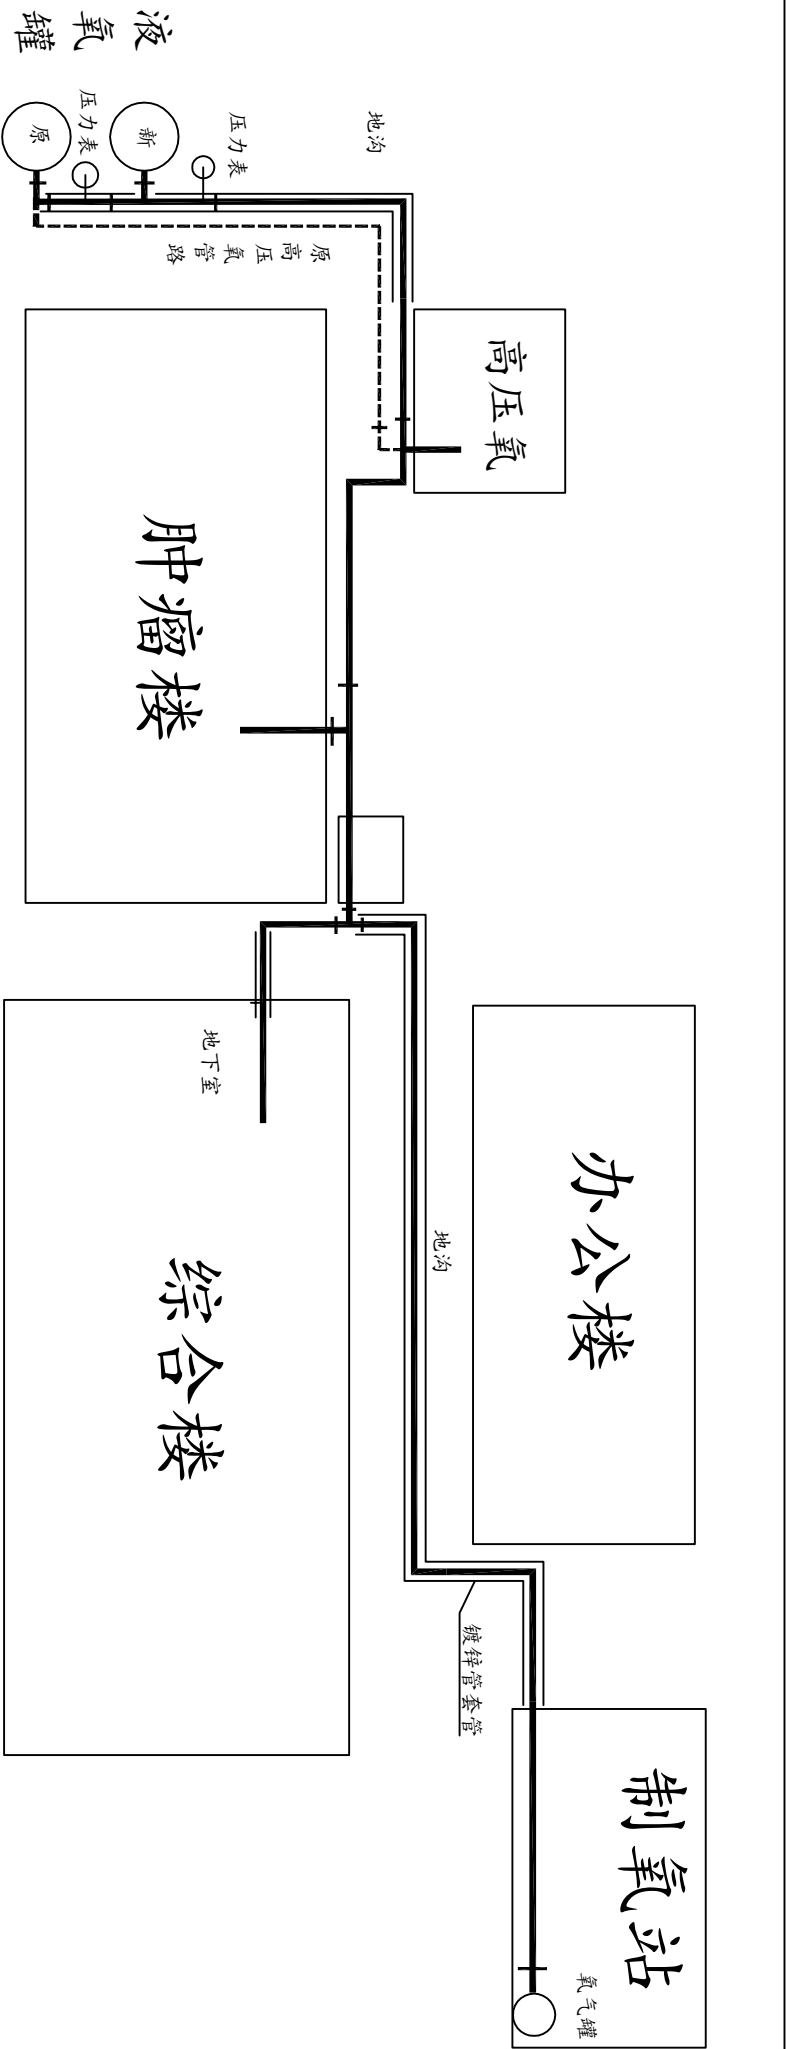 液氧罐
原
新
压力表
压力表
地沟
原高压氧管路
高压氧
肿瘤楼
地下室
综合楼
地沟
办公楼
镀锌管套管
制氧站
氧气罐